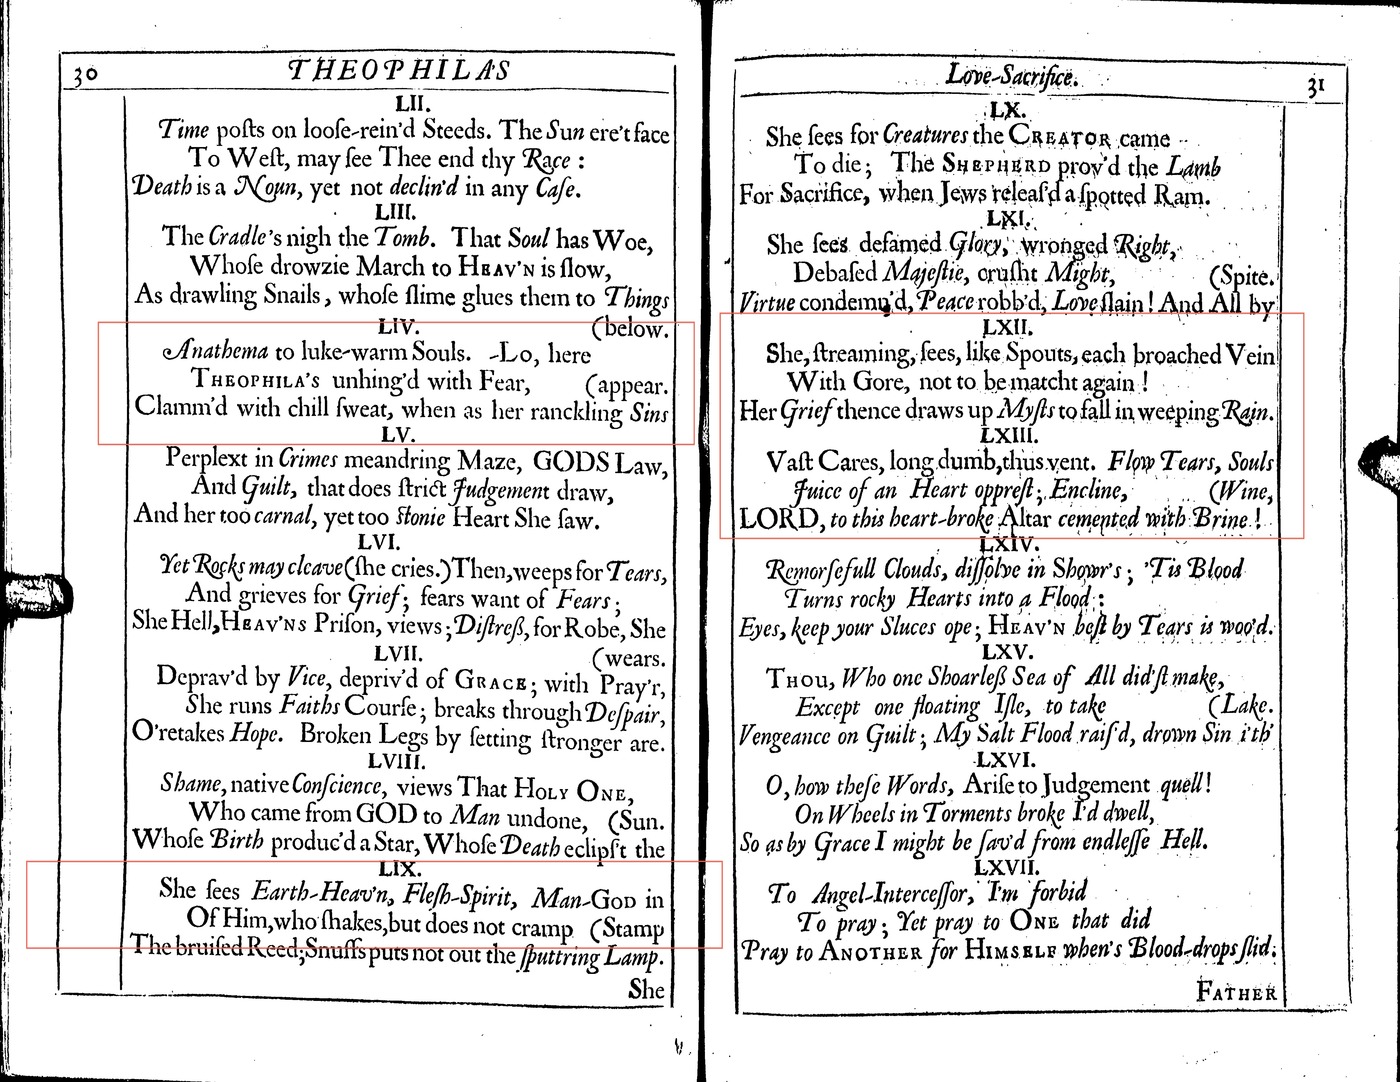 30 THEOPHILA'S
LII.
Time poſts on looſe-rein'd Steeds. The Sun ere't face
To Weſt, may ſee Thee end thy Race :
Death is a Noun, yet not declin'd in any Caſe.
LIII.
The Cradle's nigh the Tomb. That Soul has Woe,
Whoſe drowzie March to HEAV'N is ſlow,
As drawling Snails, whoſe ſlime glues them to Things
LIV. (below.
Anathema to luke-warm Souls. -Lo, here
THEOPHILA'S unhing'd with Fear, (appear.
Clamm'd with chill ſweat, when as her ranckling Sins
LV.
Perplext in Crimes meandring Maze, GODS Law,
And Guilt, that does ſtrict Judgement draw,
And her too carnal, yet too Stonie Heart She ſaw.
LVI.
Yet Rocks may cleave (ſhe cries.) Then, weeps for Tears,
And grieves for Grief; fears want of Fears;
She Hell, HEAV'NS Priſon, views; Diſtreß, for Robe, She
LVII. (wears.
Deprav'd by Vice, depriv'd of GRACE; with Pray'r,
She runs Faiths Courſe; breaks through Deſpair,
O'retakes Hope. Broken Legs by ſetting ſtronger are.
LVIII.
Shame, native Conſcience, views That HOLY ONE,
Who came from GOD to Man undone, (Sun.
Whoſe Birth produc'd a Star, Whoſe Death eclipſt the
LIX.
She ſees Earth-Heav'n, Fleſh-Spirit, Man-GOD in
Of Him, who ſhakes, but does not cramp (Stamp
The bruiſed Reed; Snuffs puts not out the ſputtring Lamp.
She
Love-Sacrifice. 31
LX.
She ſees for Creatures the CREATOR came
To die; The SHEPHERD prov'd the Lamb
For Sacrifice, when Jews releaſ'd a ſpotted Ram.
LXI.
She ſees defamed Glory, wronged Right,
Debaſed Majeſtie, cruſht Might, (Spite.
Virtue condemn'd, Peace robb'd, Love ſlain! And All by
LXII.
She, ſtreaming, ſees, like Spouts, each broached Vein
With Gore, not to be matcht again !
Her Grief thence draws up Myſts to fall in weeping Rain.
LXIII.
Vaſt Cares, long dumb, thus vent. Flow Tears, Souls
Juice of an Heart oppreſt; Encline, (Wine,
LORD, to this heart-broke Altar cemented with Brine !
LXIV.
Remorſefull Clouds, diſſolve in Showr's; 'Tis Blood
Turns rocky Hearts into a Flood :
Eyes, keep your Sluces ope; HEAV'N beſt by Tears is woo'd.
LXV.
THOU, Who one Shoarleß Sea of All did'ſt make,
Except one floating Iſle, to take (Lake.
Vengeance on Guilt; My Salt Flood raiſ'd, drown Sin i'th'
LXVI.
O, how theſe Words, Ariſe to Judgement quell!
On Wheels in Torments broke I'd dwell,
So as by Grace I might be ſav'd from endleſſe Hell.
LXVII.
To Angel-Interceſſor, I'm forbid
To pray; Yet pray to ONE that did
Pray to ANOTHER for HIMSELF when's Blood-drops ſlid.
FATHER